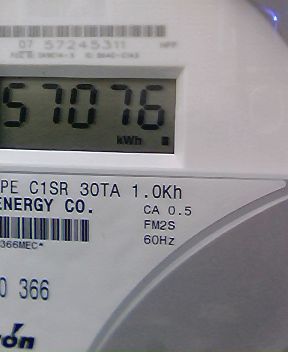 07 57245311
57076
kWh
PE C1SR 30TA 1.0Kh
ENERGY CO.
CA 0.5
FM2S
60Hz
366MEC*
0 366
ron